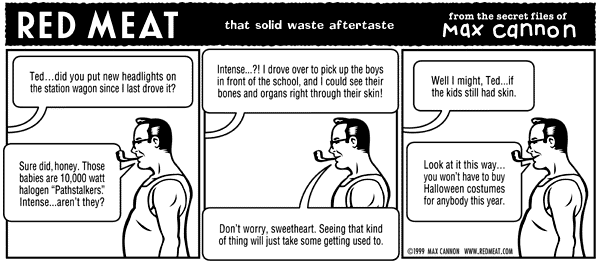 RED MEAT
that solid waste aftertaste
from the secret files of
Max cannon
Ted...did you put new headlights on
the station wagon since I last drove it?
Sure did, honey. Those
babies are 10,000 watt
halogen "Pathstalkers."
Intense...aren't they?
Intense...?! I drove over to pick up the boys
in front of the school, and I could see their
bones and organs right through their skin!
Don't worry, sweetheart. Seeing that kind
of thing will just take some getting used to.
Well I might, Ted...if
the kids still had skin.
Look at it this way...
you won't have to buy
Halloween costumes
for anybody this year.
©1999 MAX CANNON WWW.REDMEAT.COM